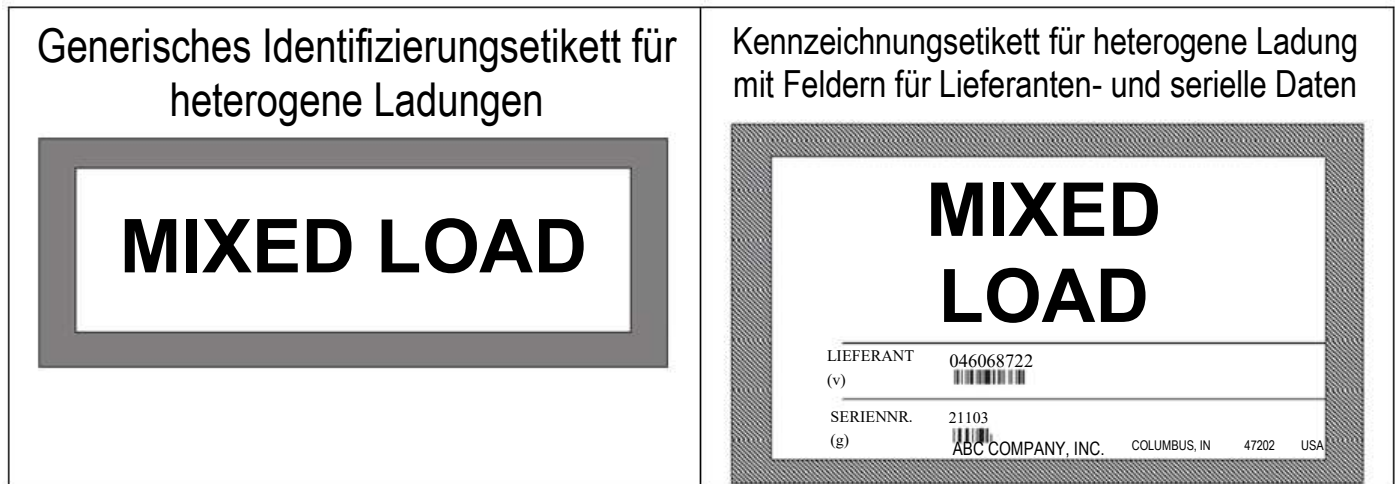 Generisches Identifizierungsetikett für
heterogene Ladungen
MIXED LOAD
Kennzeichnungsetikett für heterogene Ladung
mit Feldern für Lieferanten- und serielle Daten
MIXED
LOAD
LIEFERANT 046068722
(v)
SERIENNR. 21103
(g) ABC COMPANY, INC. COLUMBUS, IN 47202 USA